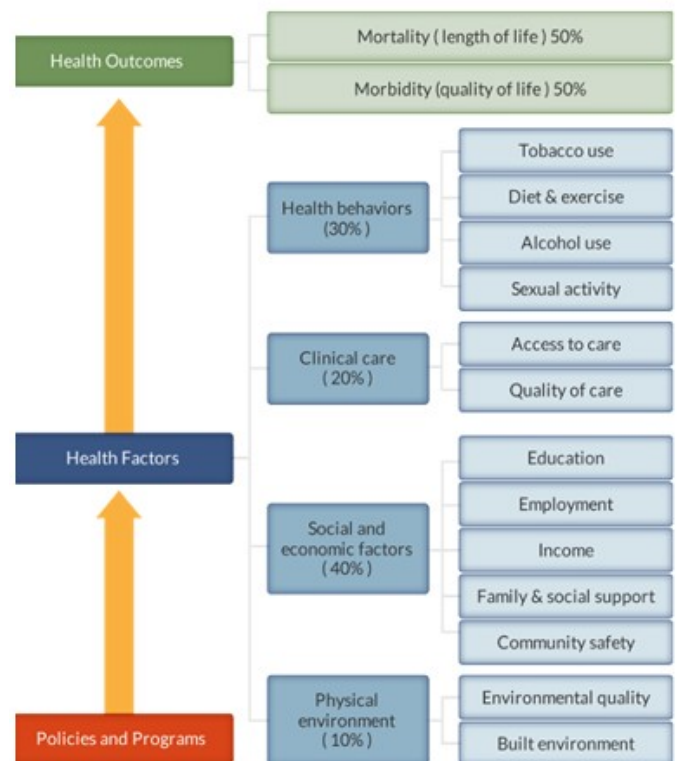 Health Outcomes
Mortality ( length of life ) 50%
Morbidity (quality of life ) 50%
Health Factors
Health behaviors
(30% )
Tobacco use
Diet & exercise
Alcohol use
Sexual activity
Clinical care
( 20% )
Access to care
Quality of care
Social and
economic factors
( 40% )
Education
Employment
Income
Family & social support
Community safety
Physical
environment
( 10% )
Environmental quality
Built environment
Policies and Programs